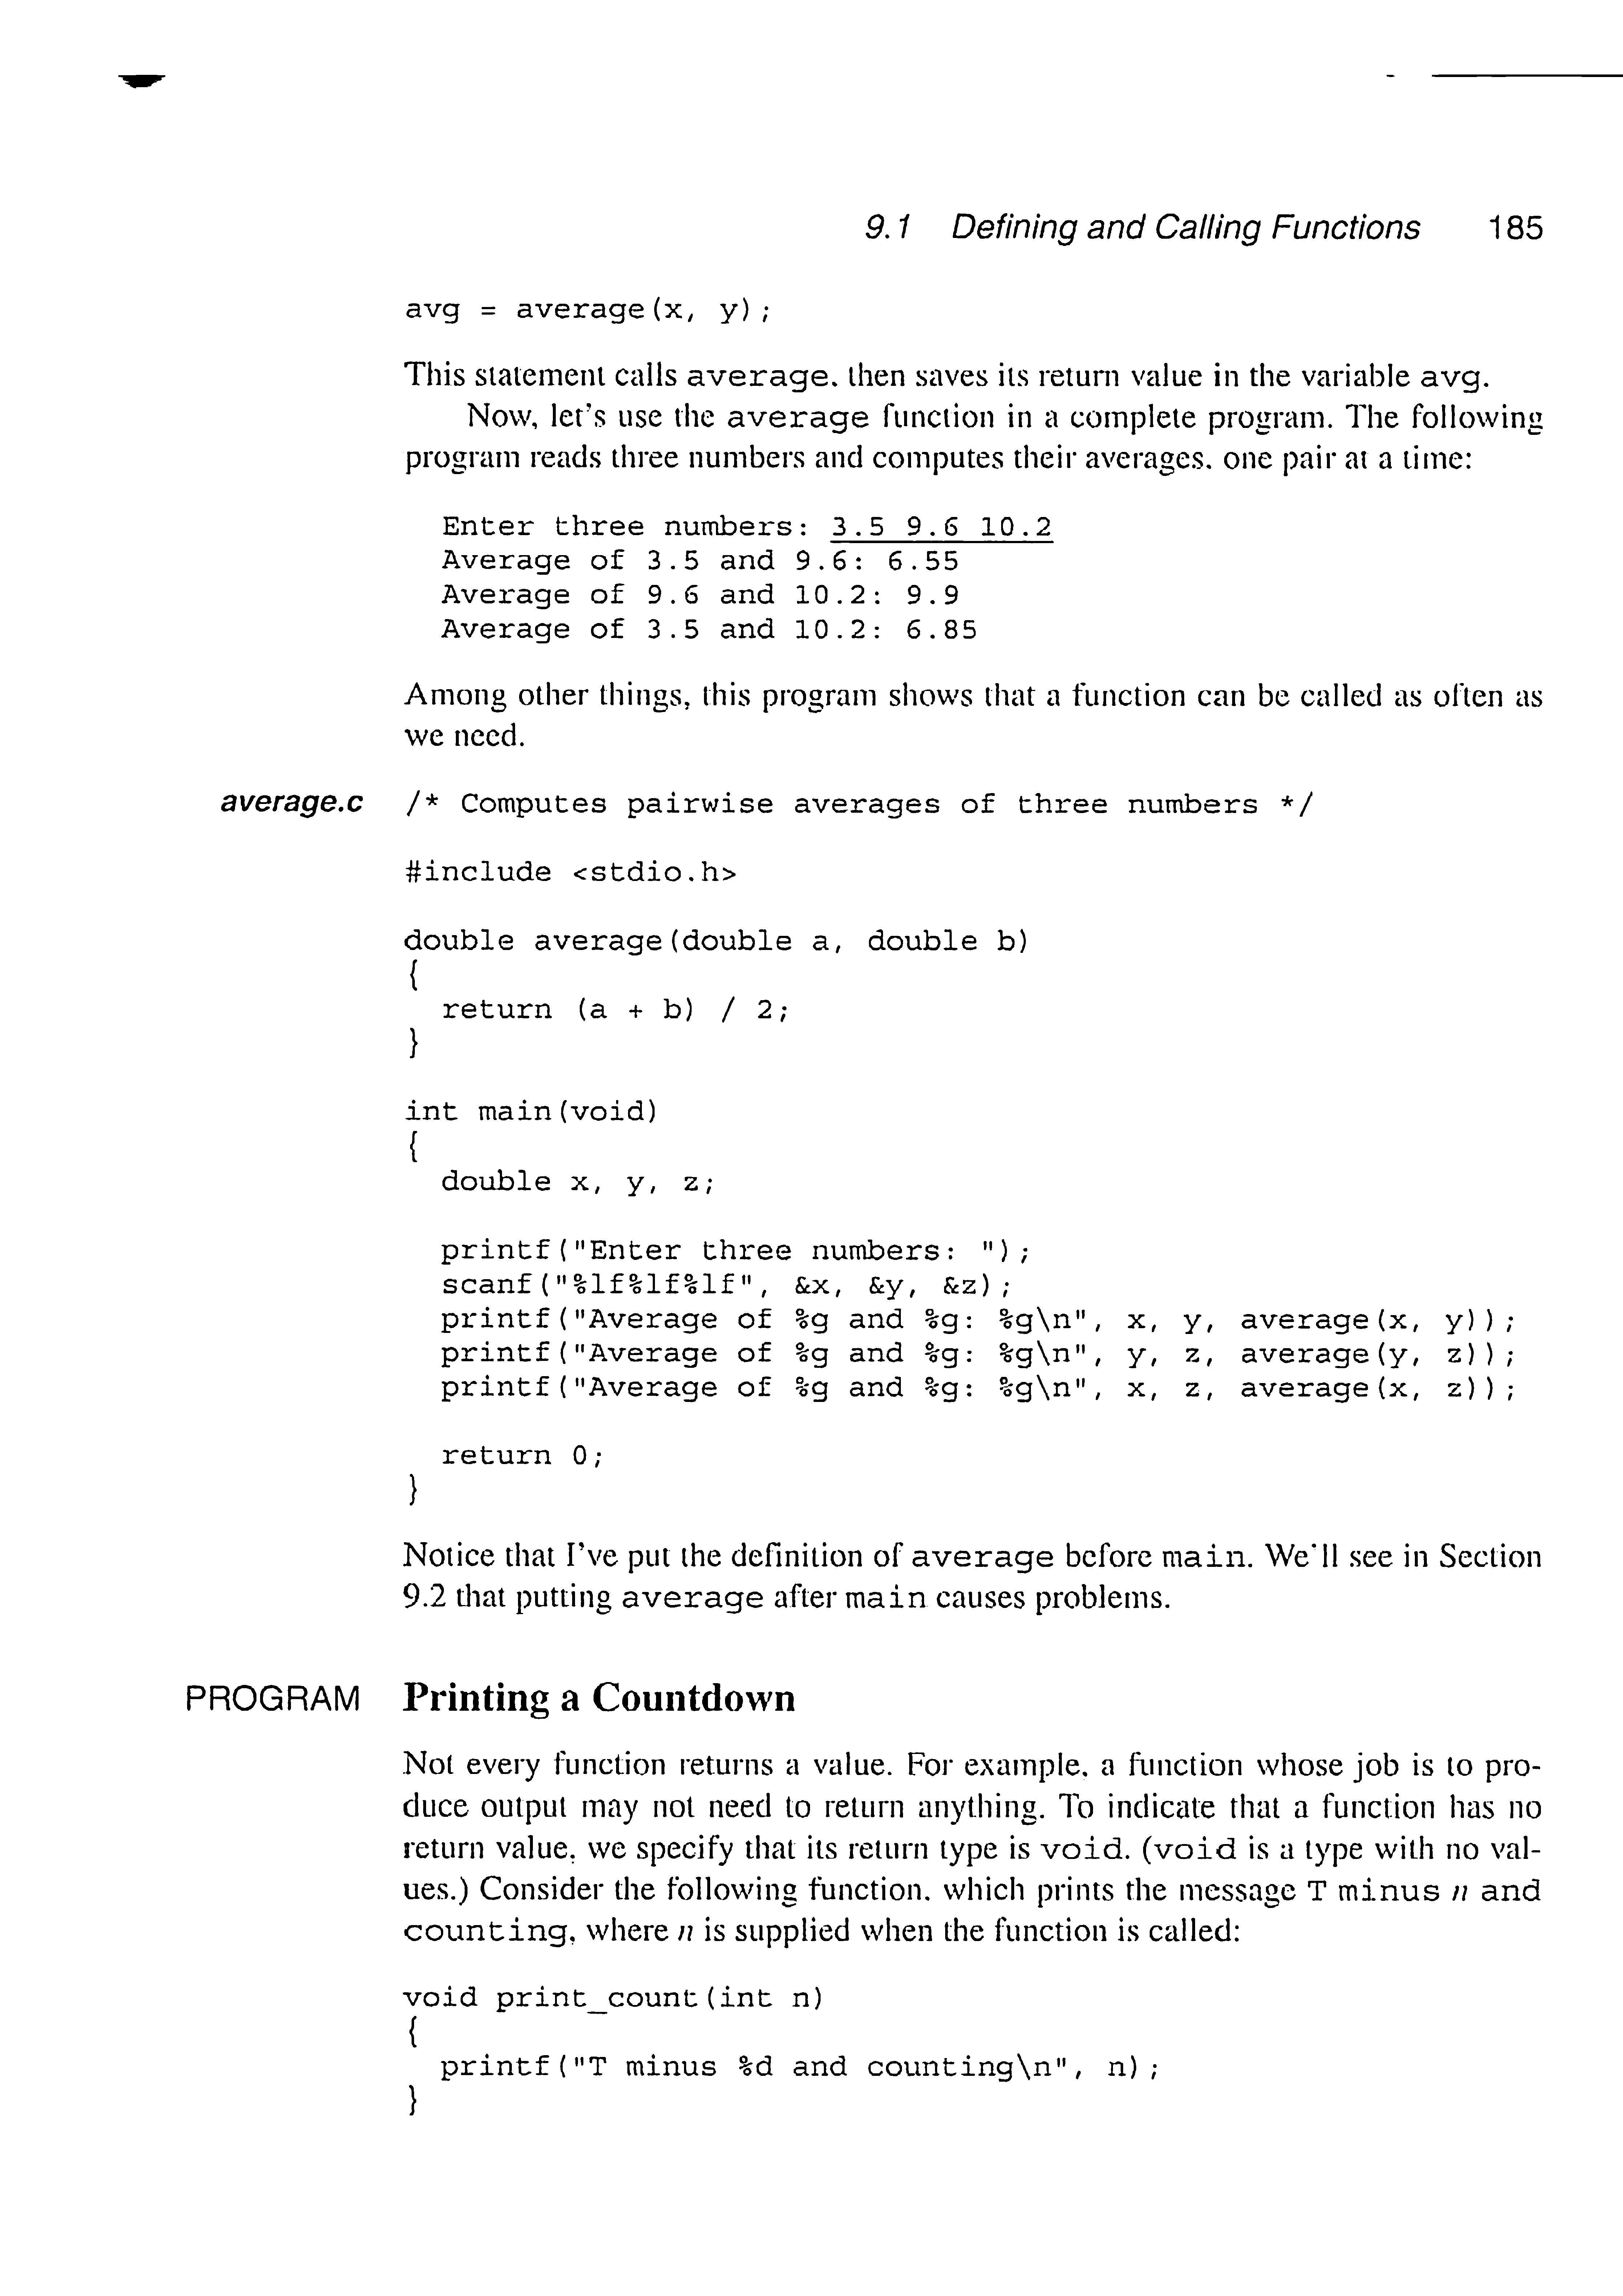 9.1 Defining and Calling Functions 185
avg = average(x, y);
This statement calls average, then saves its return value in the variable avg.
Now, let's use the average function in a complete program. The following
program reads three numbers and computes their averages, one pair at a time:
Enter three numbers: 3.5 9.6 10.2
Average of 3.5 and 9.6: 6.55
Average of 9.6 and 10.2: 9.9
Average of 3.5 and 10.2: 6.85
Among other things, this program shows that a function can be called as often as
we need.
average.c /* Computes pairwise averages of three numbers */
#include <stdio.h>
double average(double a, double b)
{
  return (a + b) / 2;
}
int main(void)
{
  double x, y, z;
  printf("Enter three numbers: ");
  scanf("%lf%lf%lf", &x, &y, &z);
  printf("Average of %g and %g: %g\n", x, y, average(x, y));
  printf("Average of %g and %g: %g\n", y, z, average(y, z));
  printf("Average of %g and %g: %g\n", x, z, average(x, z));
  return 0;
}
Notice that I've put the definition of average before main. We'll see in Section
9.2 that putting average after main causes problems.
PROGRAM Printing a Countdown
Not every function returns a value. For example, a function whose job is to pro-
duce output may not need to return anything. To indicate that a function has no
return value, we specify that its return type is void. (void is a type with no val-
ues.) Consider the following function, which prints the message T minus n and
counting, where n is supplied when the function is called:
void print_count(int n)
{
  printf("T minus %d and counting\n", n);
}